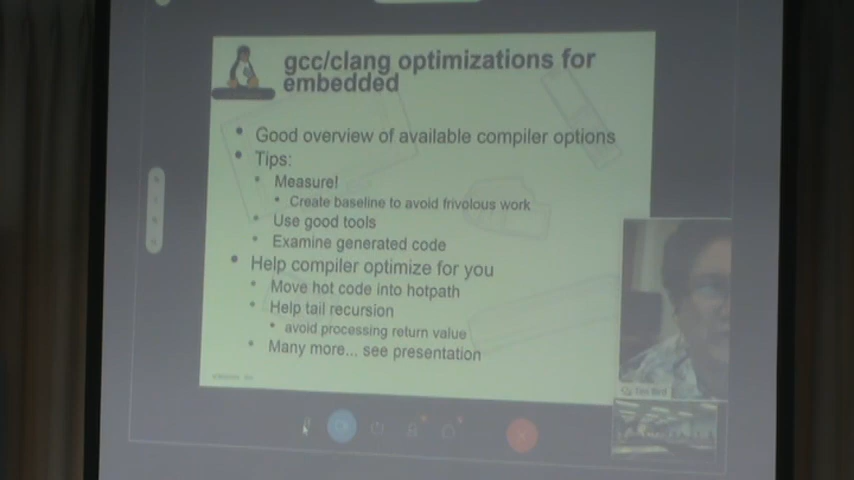 gcc/clang optimizations for
embedded
Good overview of available compiler options
Tips:
Measure!
Create baseline to avoid frivolous work
Use good tools
Examine generated code
Help compiler optimize for you
Move hot code into hotpath
Help tail recursion
avoid processing return value
Many more... see presentation
Tim Bird